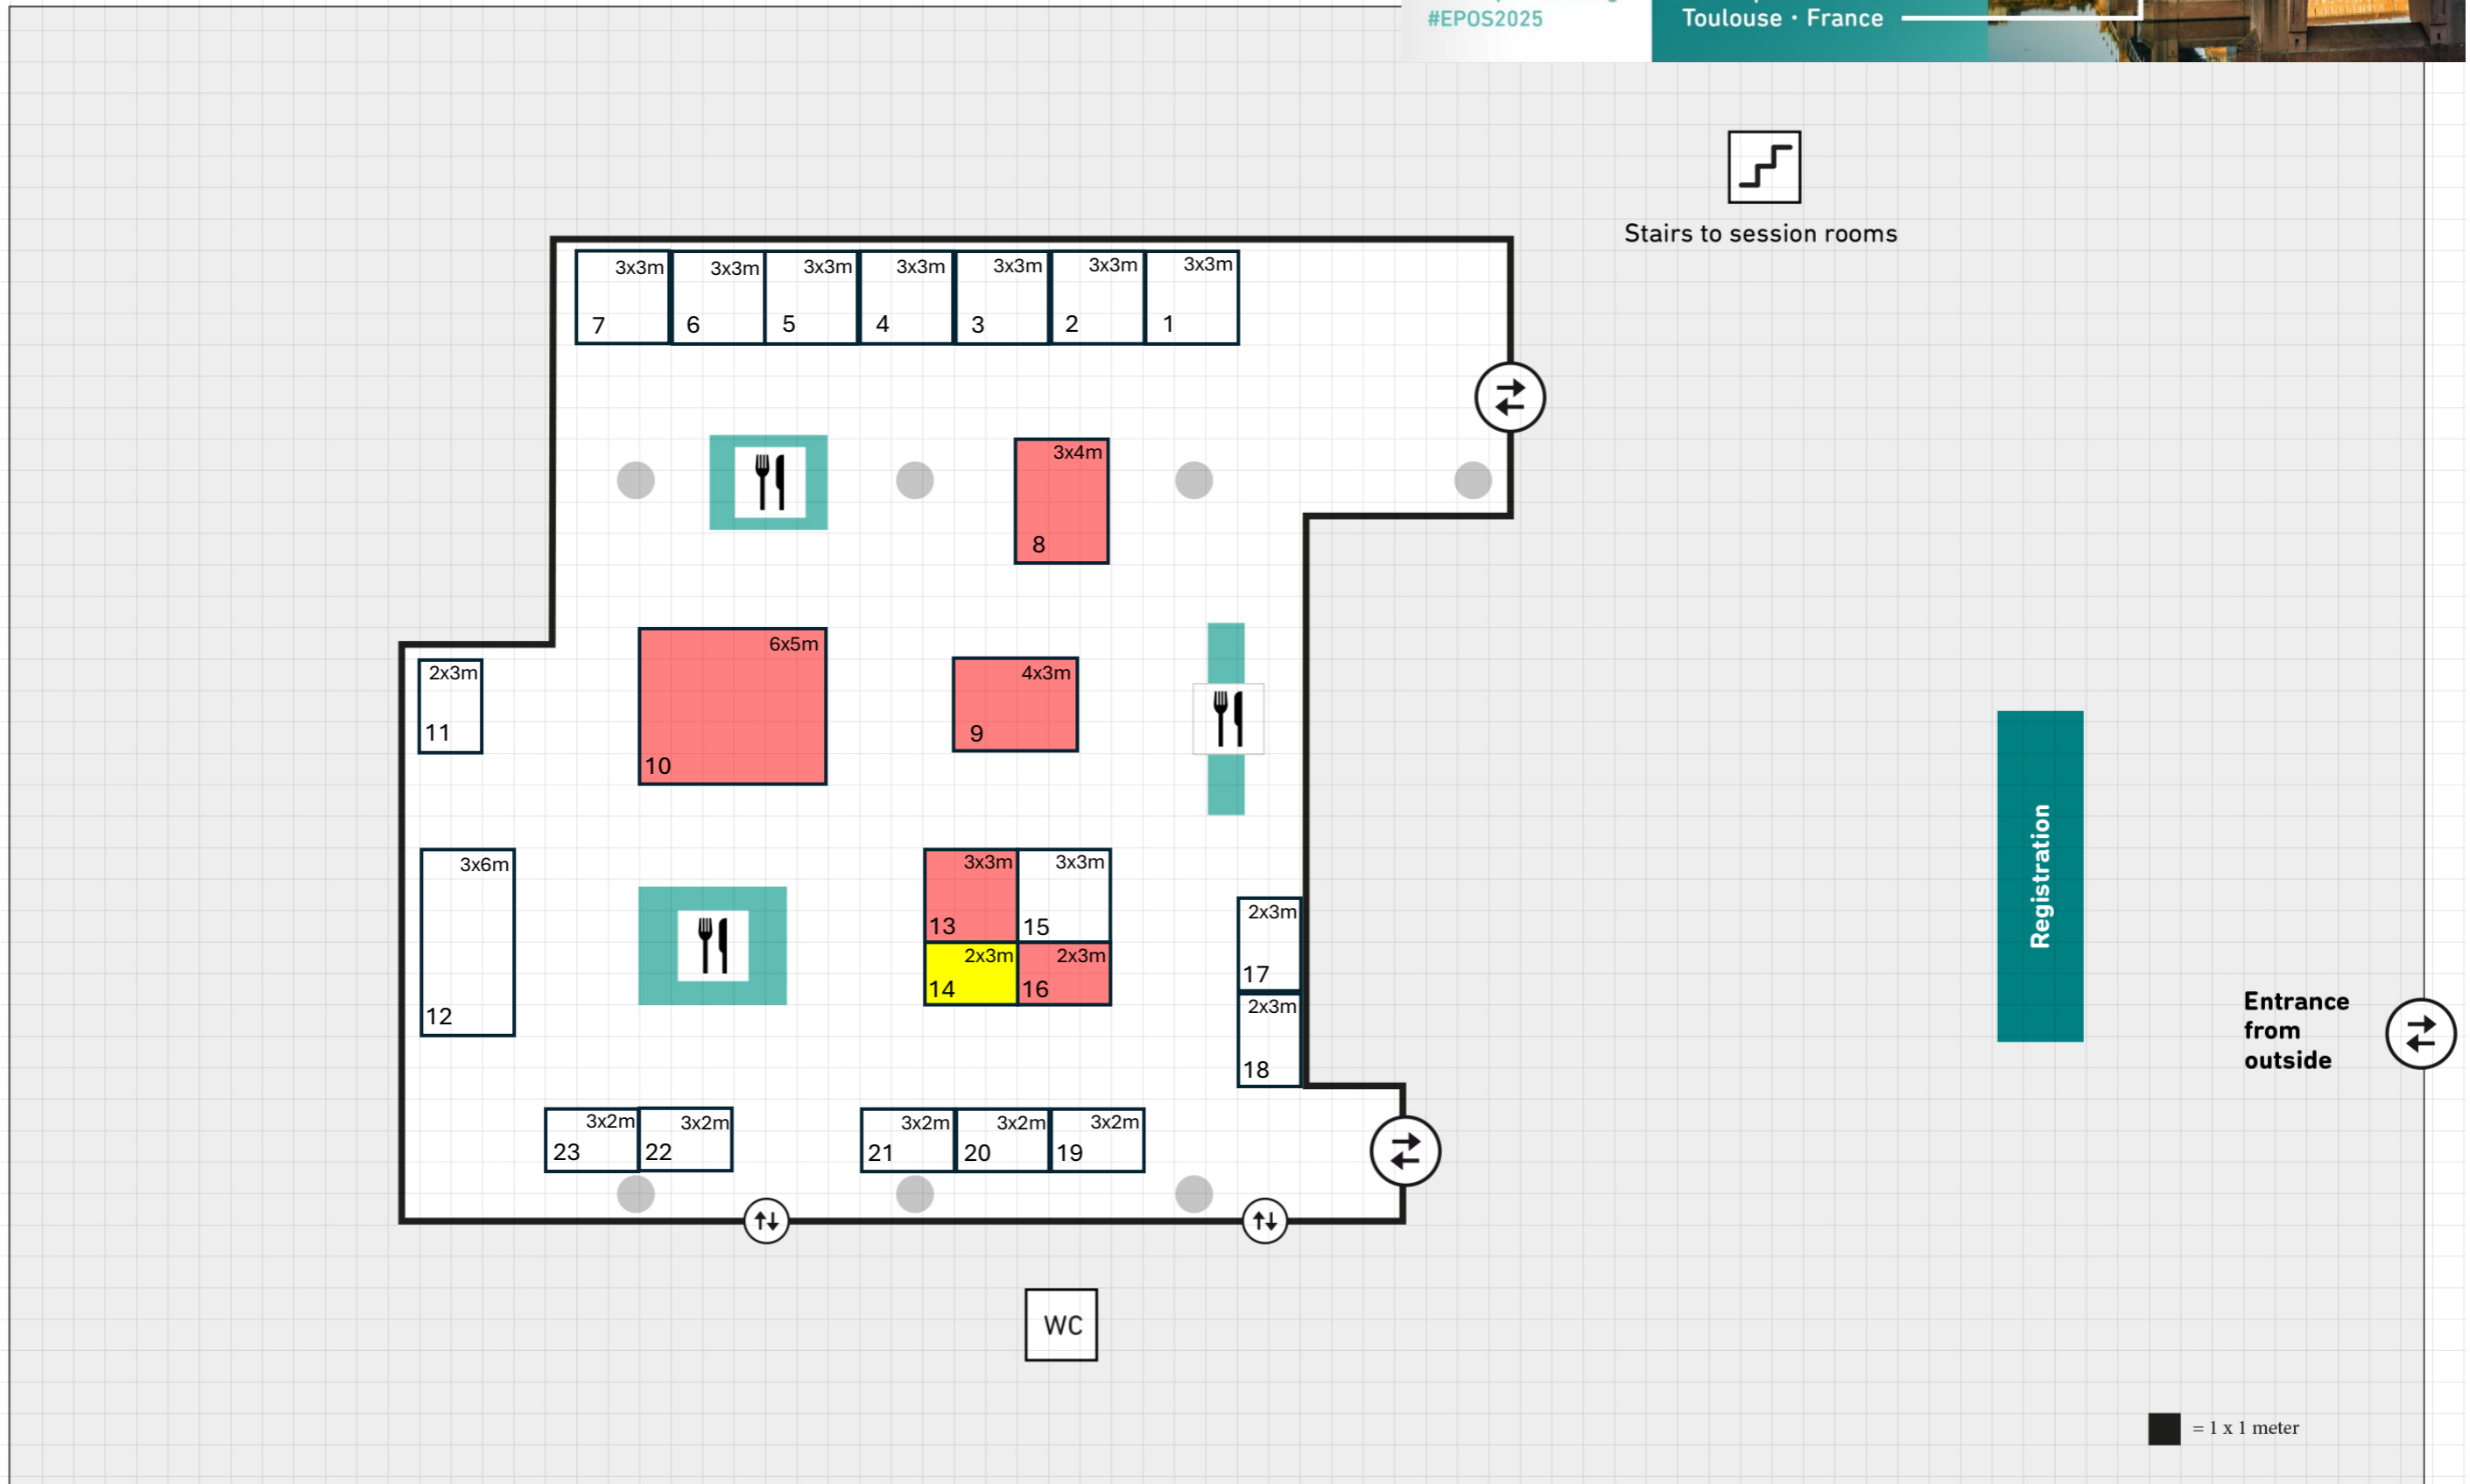 #EPOS2025
Toulouse · France
Stairs to session rooms
3x3m
3x3m
3x3m
3x3m
3x3m
3x3m
3x3m
7
6
5
4
3
2
1
3x4m
8
6x5m
10
4x3m
9
2x3m
11
3x6m
12
3x3m
13
3x3m
15
2x3m
14
2x3m
16
2x3m
17
2x3m
18
Registration
Entrance
from
outside
3x2m
23
3x2m
22
3x2m
21
3x2m
20
3x2m
19
WC
= 1 x 1 meter